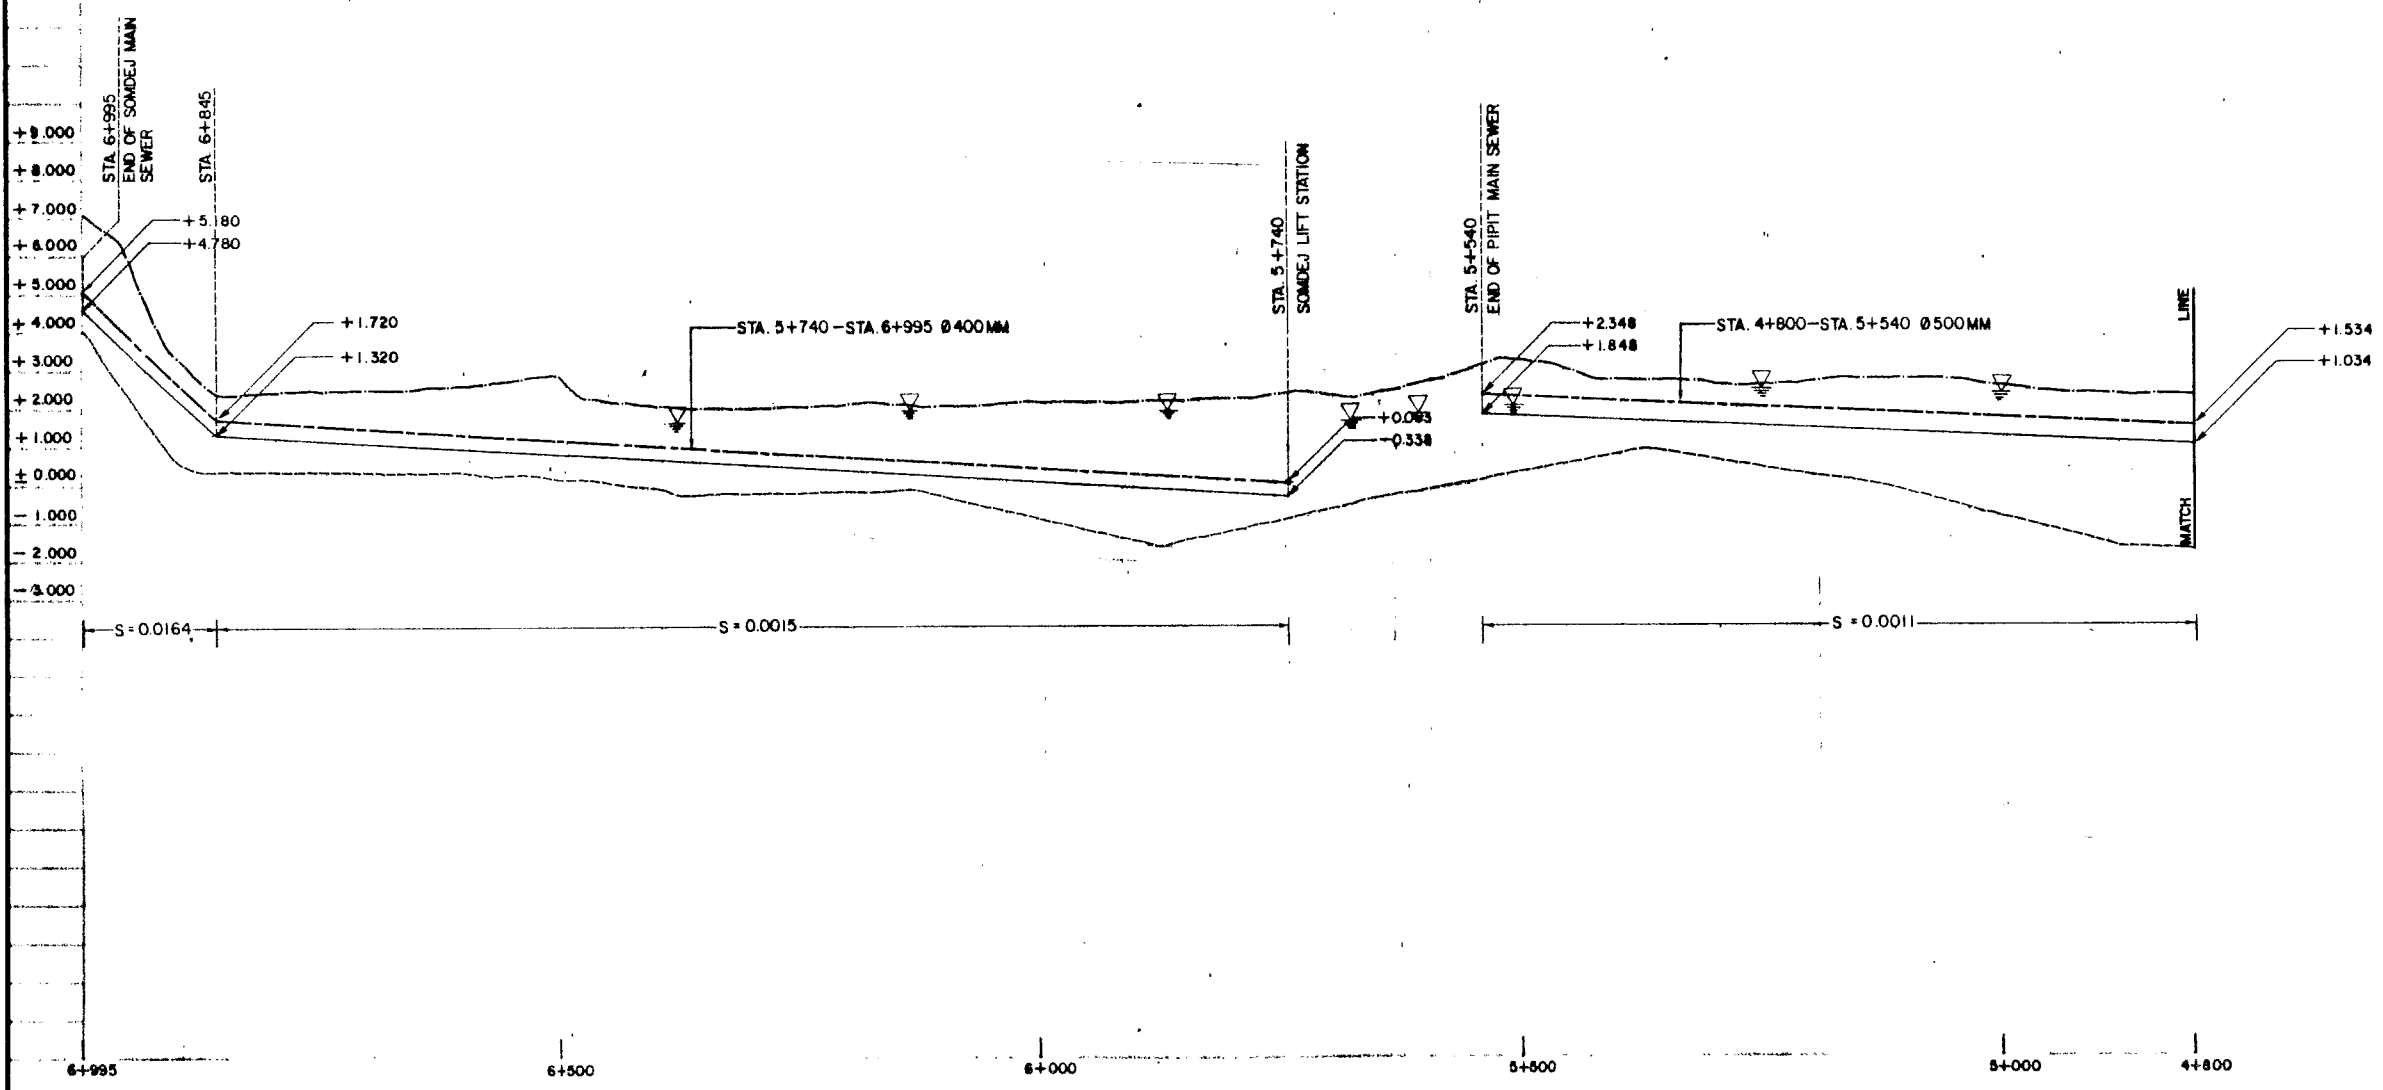 STA. 6+995
END OF SOMDEJ MAIN
SEWER
STA. 6+845
STA. 5+740
SOMDEJ LIFT STATION
STA. 5+540
END OF PIPIT MAIN SEWER
+9.000
+8.000
+7.000
+6.000
+5.000
+4.000
+3.000
+2.000
+1.000
± 0.000
- 1.000
- 2.000
-3.000
+5.180
+4.780
+1.720
+1.320
STA. 5+740-STA. 6+995 Ø400MM
-0.338
+2.348
+1.848
STA. 4+800-STA. 5+540 Ø500MM
LINE
MATCH
+1.534
+1.034
S=0.0164
S=0.0015
S=0.0011
6+995
6+500
6+000
5+500
5+000
4+800